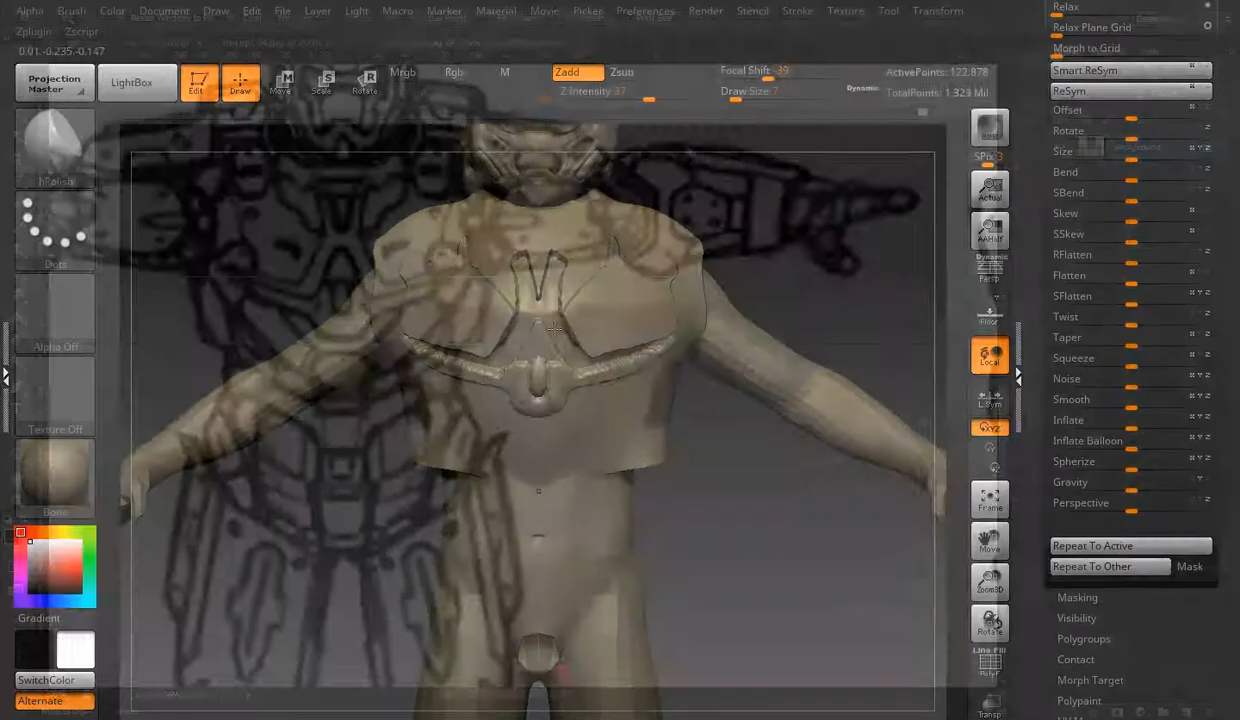 Alpha Brush Color Document Draw Edit File Layer Light Macro Marker Material Movie Picker Preferences Render Stencil Stroke Texture Tool Transform
Zplugin Zscript
0.01,-0.235,-0.147
Projection Master
LightBox
Edit
Draw
Move
Scale
Rotate
Mrgb
Rgb
M
Zadd
Zsub
Z Intensity 37
Focal Shift -39
Draw Size 7
Dynamic
ActivePoints: 122,878
TotalPoints: 1.323 Mil
hPolish
Dots
Alpha Off
Texture Off
Bone
Gradient
SwitchColor
Alternate
SPix 3
Actual
AAHalf
Dynamic
Persp
Floor
Local
L.Sym
XYZ
Frame
Move
Zoom3D
Rotate
Line Fill
PolyF
Transp
Relax
Relax Plane Grid
Morph to Grid
Smart ReSym
ReSym
Offset
Rotate
Size
Bend
SBend
Skew
SSkew
RFlatten
Flatten
SFlatten
Twist
Taper
Squeeze
Noise
Smooth
Inflate
Inflate Balloon
Spherize
Gravity
Perspective
Repeat To Active
Repeat To Other
Mask
Masking
Visibility
Polygroups
Contact
Morph Target
Polypaint